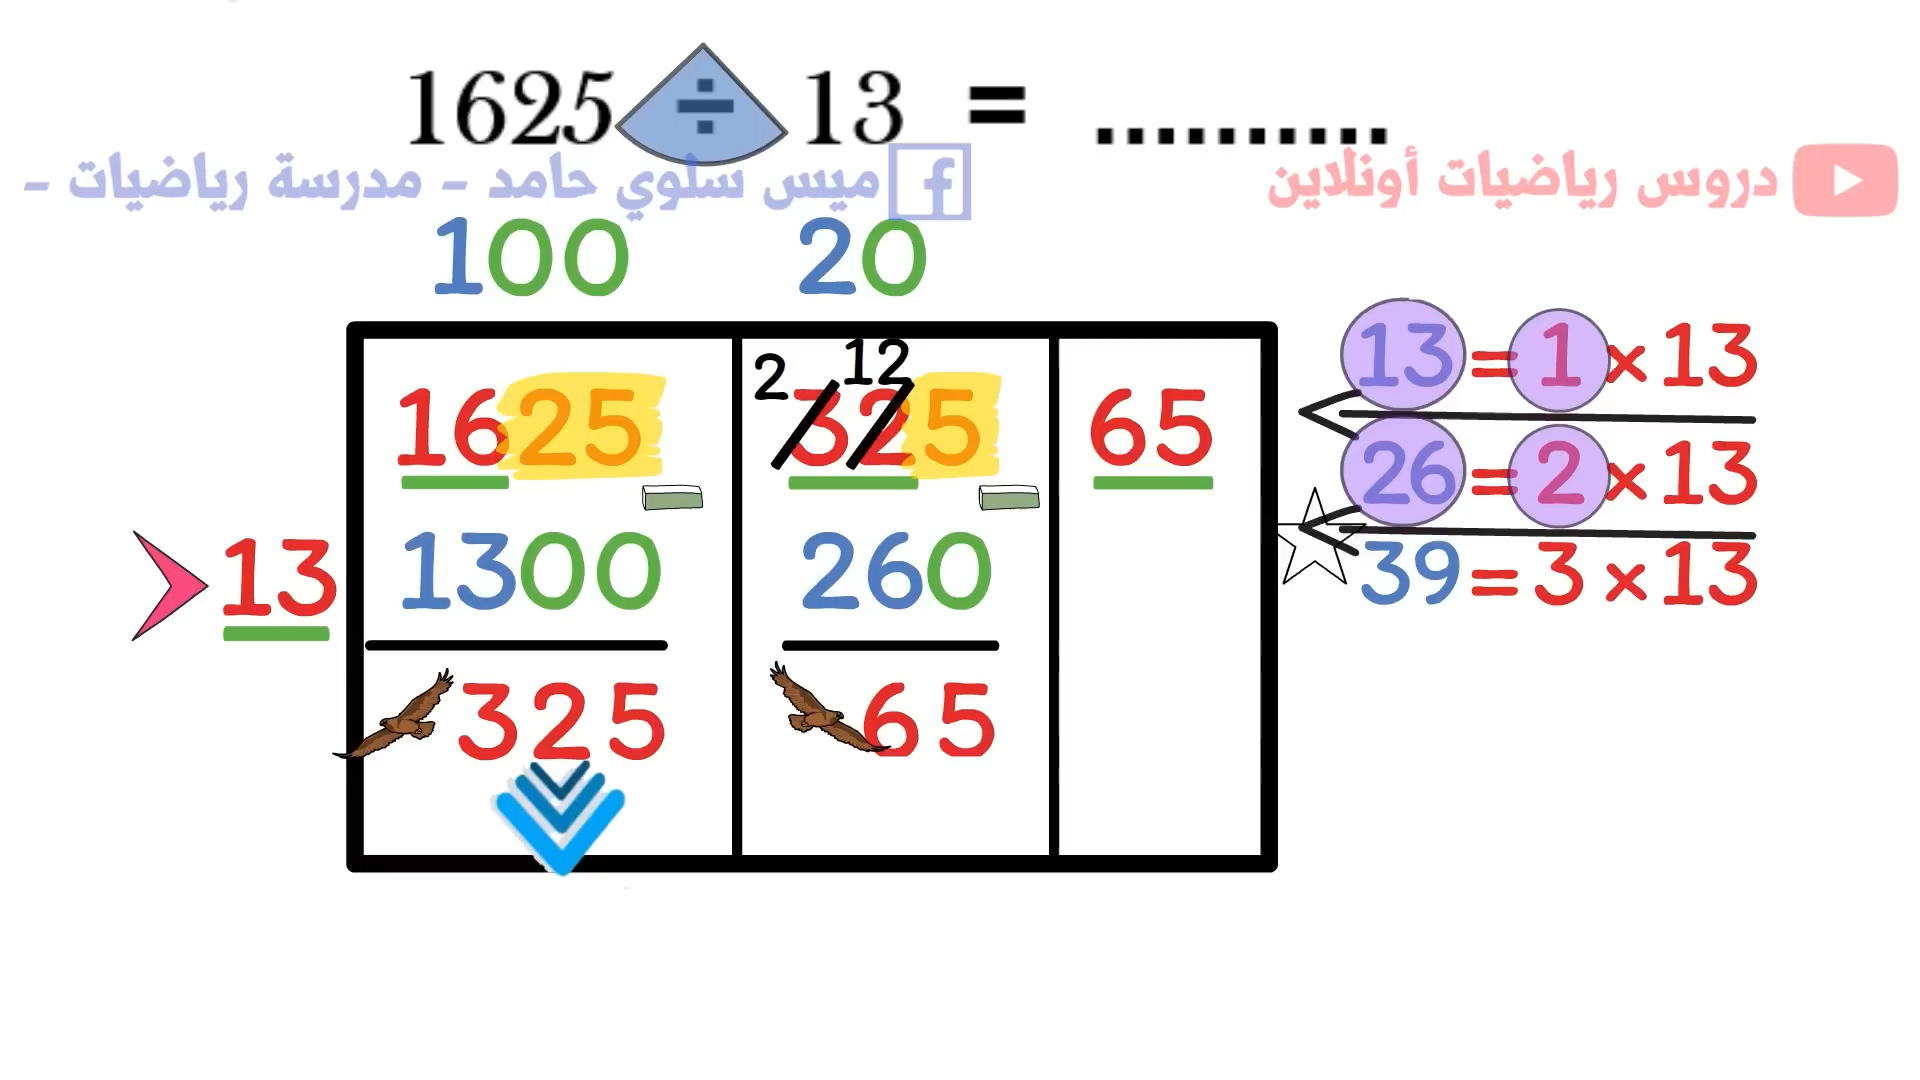 1625 ÷ 13 = ..........
ميس سلوي حامد - مدرسة رياضيات -
دروس رياضيات أونلاين
100 20
13 = 1 × 13
2 12
1625 325 65
26 = 2 × 13
13 1300 260
39 = 3 × 13
325 65